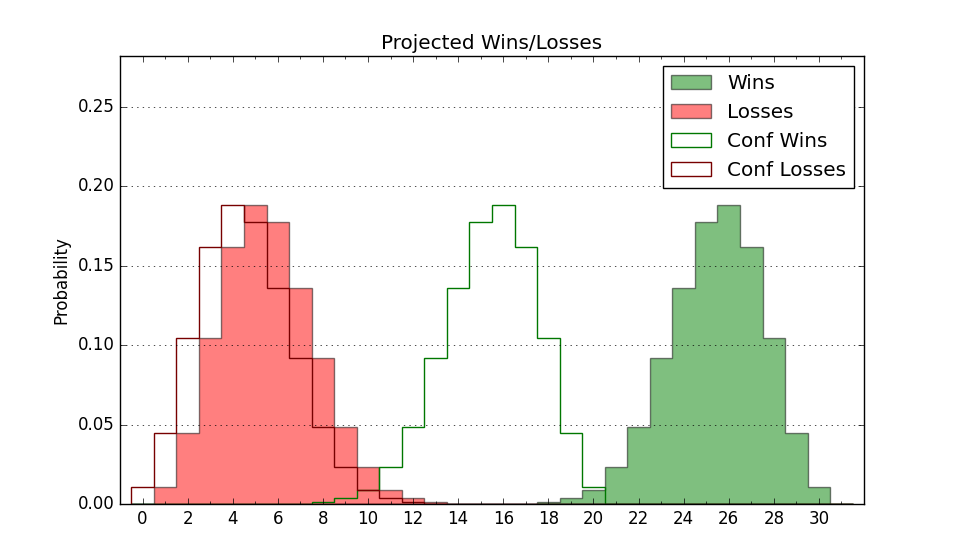 Projected Wins/Losses
Wins
Losses
Conf Wins
Conf Losses
Probability
0.25
0.20
0.15
0.10
0.05
0.00
0 2 4 6 8 10 12 14 16 18 20 22 24 26 28 30